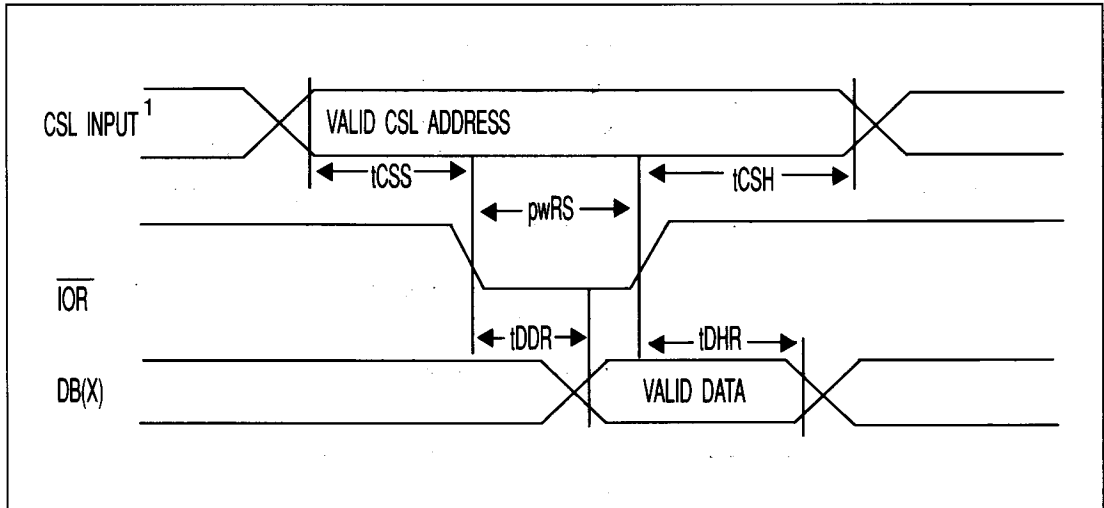 CSL INPUT 1
VALID CSL ADDRESS
tCSS
tCSH
pwRS
IOR
tDDR
tDHR
DB(X)
VALID DATA